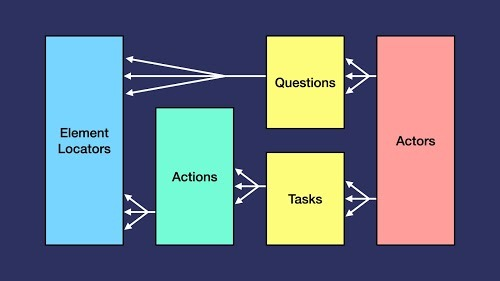 Element
Locators
Actions
Questions
Tasks
Actors